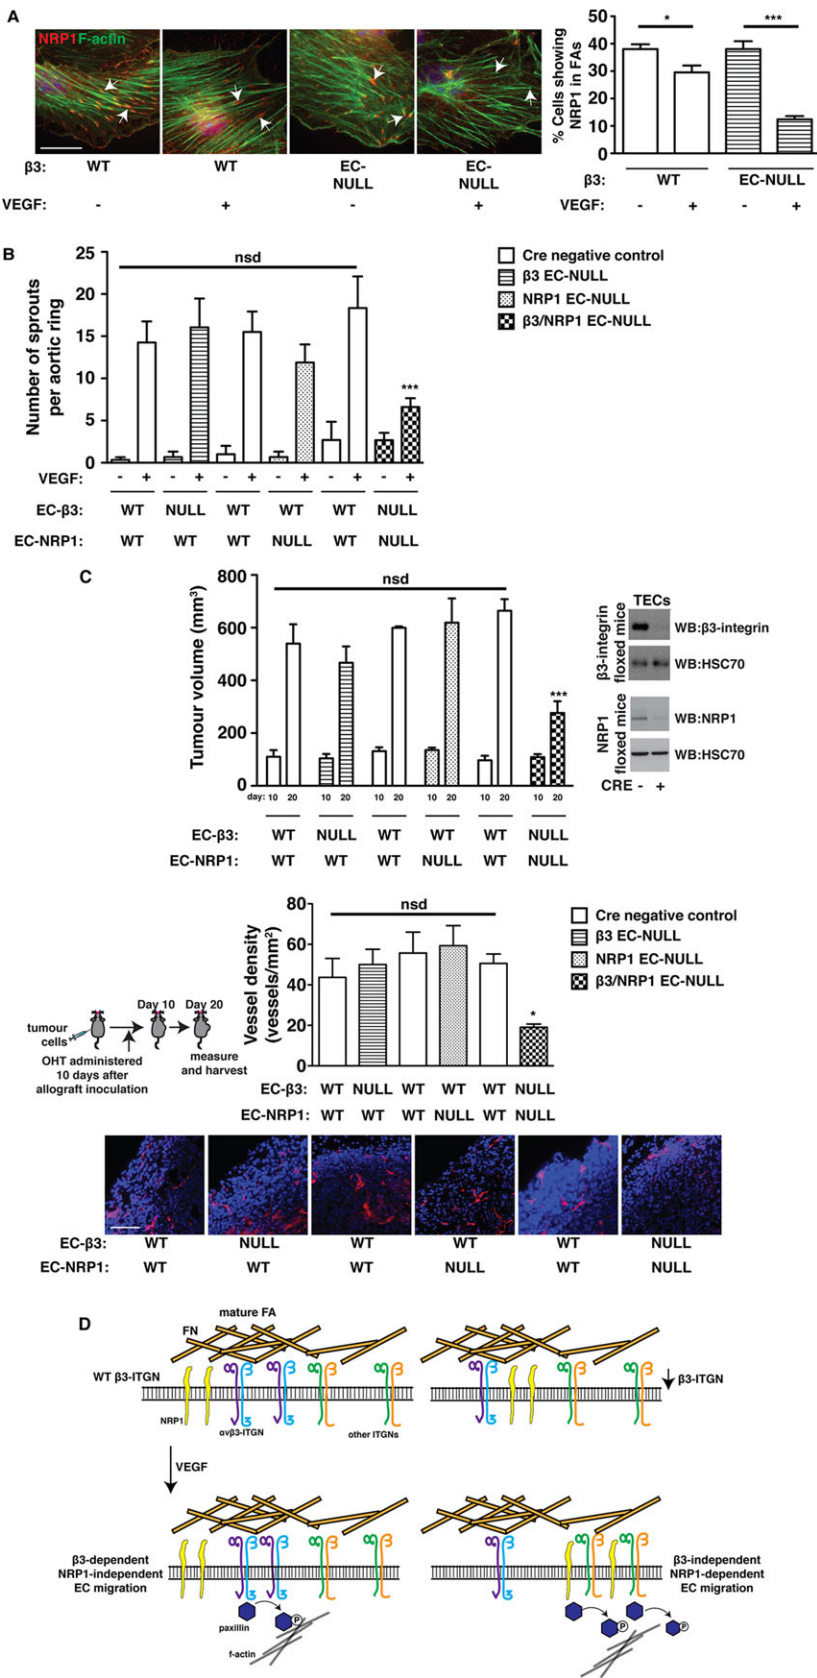 A
NRP1F-actin
β3: WT WT EC-NULL EC-NULL
VEGF: - + - +
% Cells showing
NRP1 in FAs
50
40
30
20
10
0
* ***
β3: WT EC-NULL
VEGF: - + - +
B
Number of sprouts
per aortic ring
25
20
15
10
5
0
nsd
***
VEGF: - + - + - + - + - + - +
EC-β3: WT NULL WT WT WT NULL
EC-NRP1: WT WT WT NULL WT NULL
Cre negative control
β3 EC-NULL
NRP1 EC-NULL
β3/NRP1 EC-NULL
C
Tumour volume (mm³)
800
600
400
200
0
nsd
***
day: 10 20 10 20 10 20 10 20 10 20 10 20
EC-β3: WT NULL WT WT WT NULL
EC-NRP1: WT WT WT NULL WT NULL
TECs
β3-integrin
floxed mice
WB:β3-integrin
WB:HSC70
NRP1
floxed mice
WB:NRP1
WB:HSC70
CRE - +
tumour
cells
Day 10 Day 20
OHT administered
10 days after
allograft inoculation
measure
and harvest
Vessel density
(vessels/mm²)
80
60
40
20
0
nsd
*
EC-β3: WT NULL WT WT WT NULL
EC-NRP1: WT WT WT NULL WT NULL
Cre negative control
β3 EC-NULL
NRP1 EC-NULL
β3/NRP1 EC-NULL
EC-β3: WT NULL WT WT WT NULL
EC-NRP1: WT WT WT NULL WT NULL
D
mature FA
FN
WT β3-ITGN
NRP1
αvβ3-ITGN
other ITGNs
β3-ITGN
VEGF
β3-dependent
NRP1-independent
EC migration
paxillin
P
f-actin
β3-independent
NRP1-dependent
EC migration
P
P